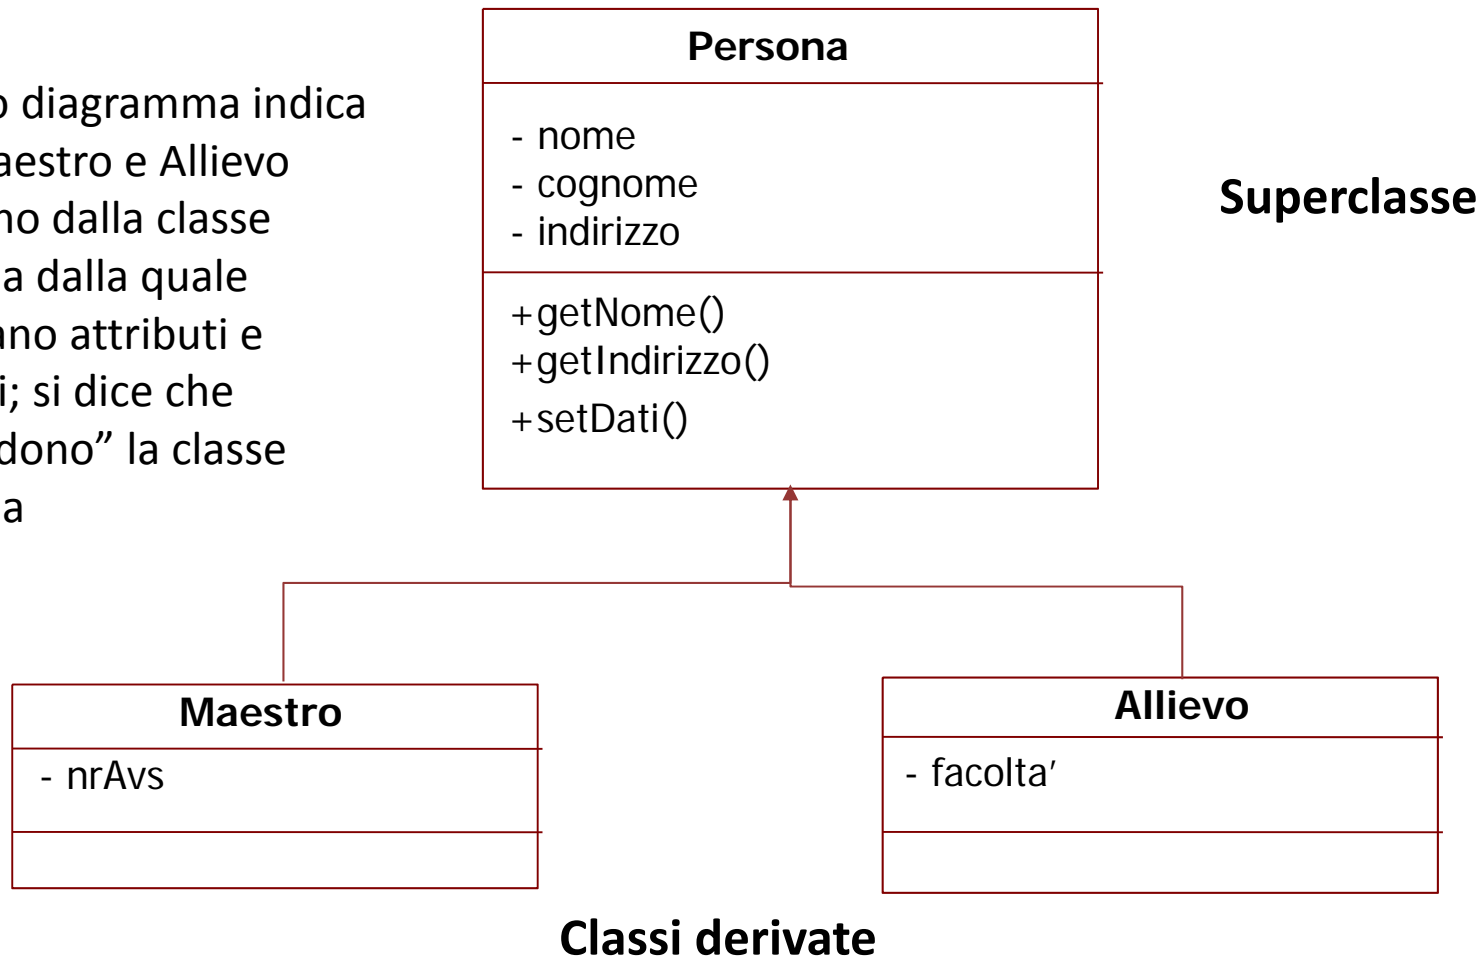 o diagramma indica
aestro e Allievo
no dalla classe
a dalla quale
ano attributi e
i; si dice che
dono” la classe
a
Persona
- nome
- cognome
- indirizzo
+getNome()
+getIndirizzo()
+setDati()
Superclasse
Maestro
- nrAvs
Allievo
- facolta’
Classi derivate